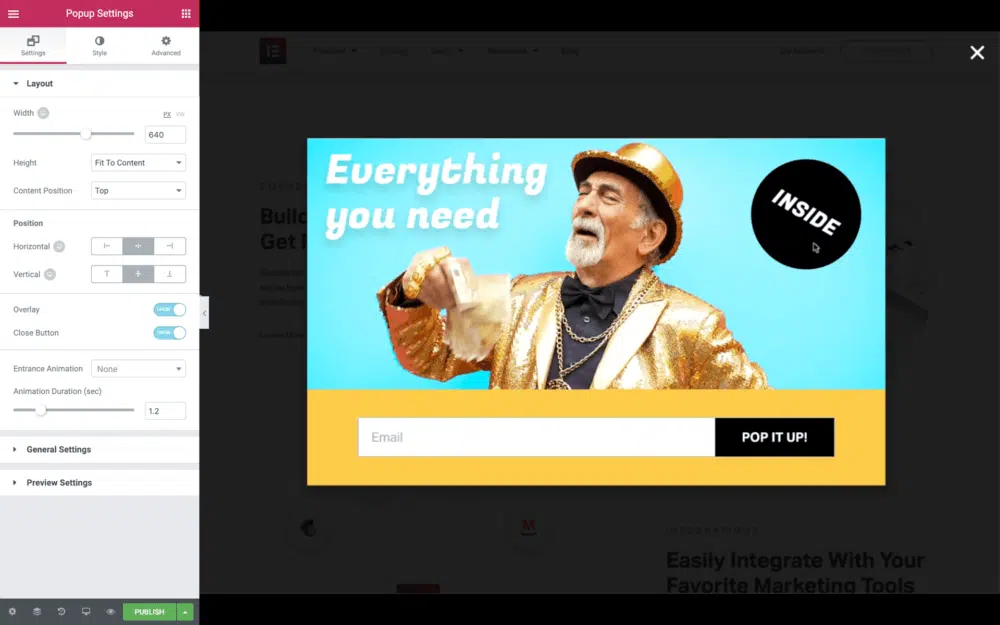 Popup Settings
Settings
Style
Advanced
Layout
Width
PX VW
640
Height
Fit To Content
Content Position
Top
Position
Horizontal
Vertical
Overlay
Close Button
Entrance Animation
None
Animation Duration (sec)
1.2
General Settings
Preview Settings
PUBLISH
Blog
Everything
you need
INSIDE
Email
POP IT UP!
Get
Easily Integrate With Your
Favorite Marketing Tools